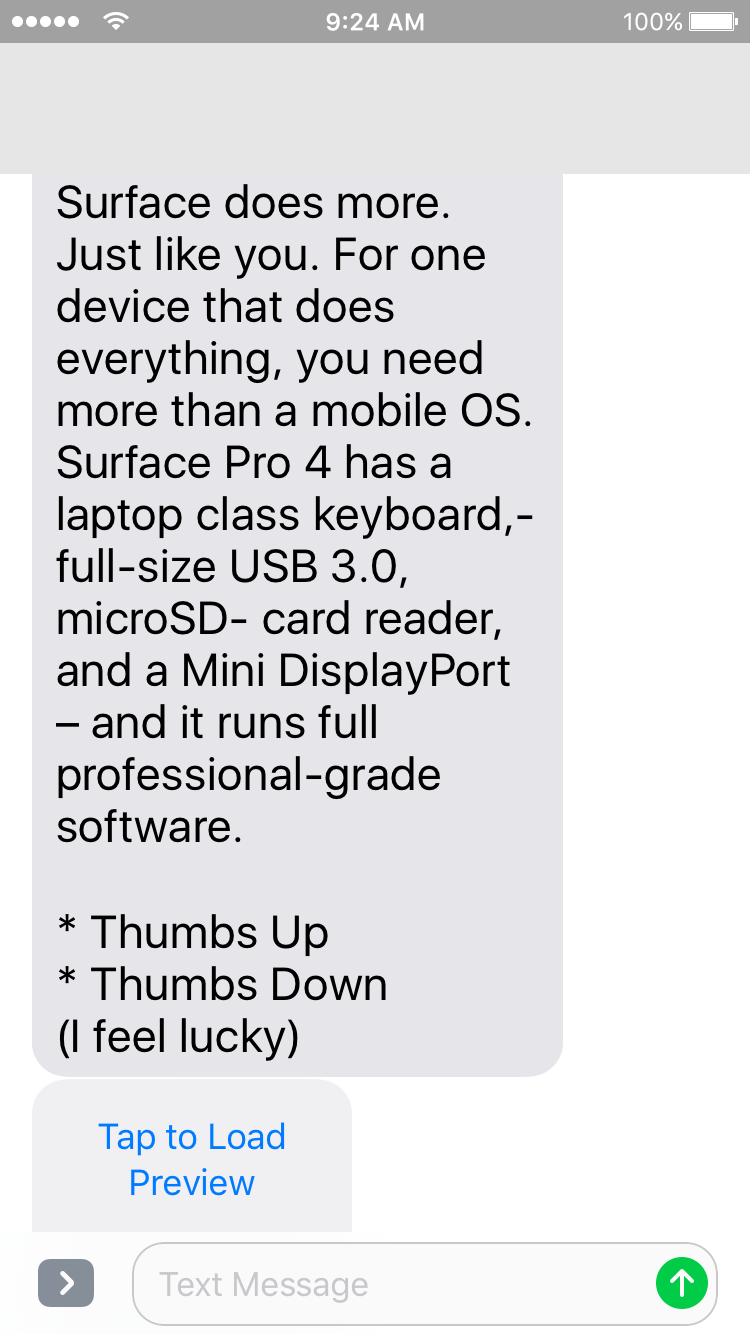 9:24 AM 100%
Surface does more.
Just like you. For one
device that does
everything, you need
more than a mobile OS.
Surface Pro 4 has a
laptop class keyboard,-
full-size USB 3.0,
microSD- card reader,
and a Mini DisplayPort
– and it runs full
professional-grade
software.
* Thumbs Up
* Thumbs Down
(I feel lucky)
Tap to Load
Preview
Text Message